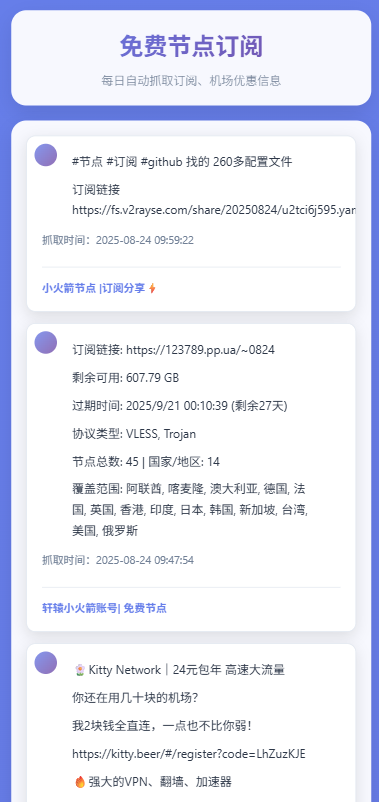 免费节点订阅
每日自动抓取订阅、机场优惠信息
#节点 #订阅 #github 找的 260多配置文件
订阅链接
https://fs.v2rayse.com/share/20250824/u2tci6j595.yam
抓取时间：2025-08-24 09:59:22
小火箭节点 |订阅分享⚡
订阅链接: https://123789.pp.ua/~0824
剩余可用: 607.79 GB
过期时间: 2025/9/21 00:10:39 (剩余27天)
协议类型: VLESS, Trojan
节点总数: 45 | 国家/地区: 14
覆盖范围: 阿联酋, 喀麦隆, 澳大利亚, 德国, 法
国, 英国, 香港, 印度, 日本, 韩国, 新加坡, 台湾,
美国, 俄罗斯
抓取时间：2025-08-24 09:47:54
轩辕小火箭账号| 免费节点
Kitty Network｜24元包年 高速大流量
你还在用几十块的机场?
我2块钱全直连，一点也不比你弱！
https://kitty.beer/#/register?code=LhZuzKJE
🔥强大的VPN、翻墙、加速器